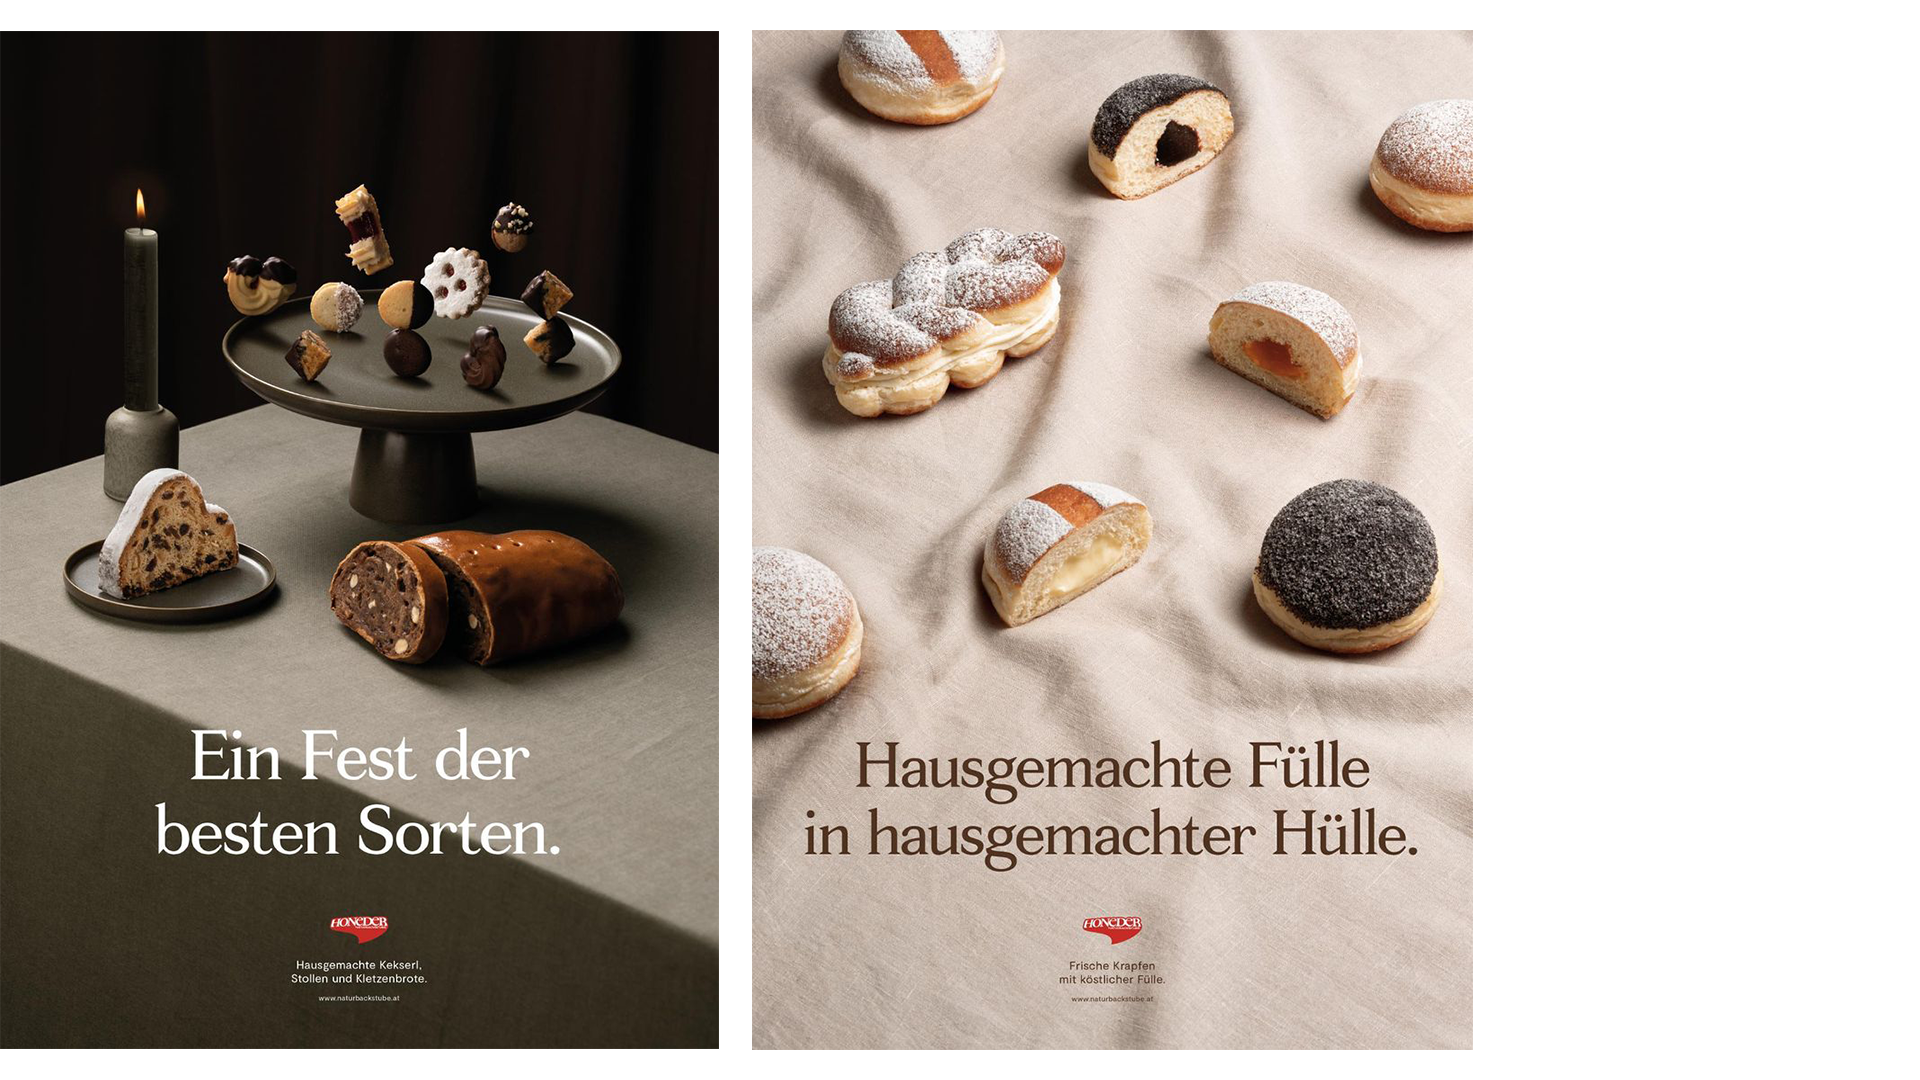 Ein Fest der
besten Sorten.
HONEDER
Hausgemachte Kekserl,
Stollen und Kletzenbrote.
www.naturbackstube.at
Hausgemachte Fülle
in hausgemachter Hülle.
HONEDER
Frische Krapfen
mit köstlicher Fülle.
www.naturbackstube.at